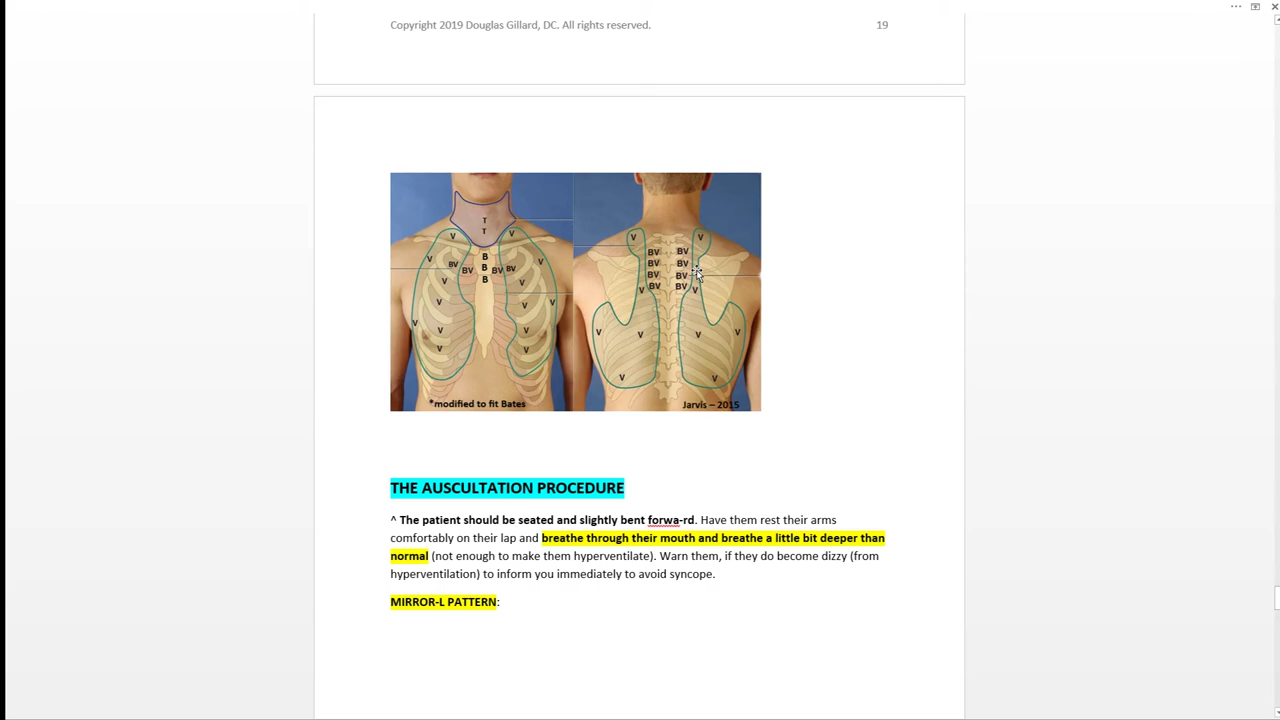 Copyright 2019 Douglas Gillard, DC. All rights reserved. 19
T
T
V V
B
V BV B BV V
BV BV
B
V V
V V V
V V V
V V
*modified to fit Bates
V V
BV BV
BV BV
BV BV
BV BV
V V
V V V V
V V
Jarvis – 2015
THE AUSCULTATION PROCEDURE
^ The patient should be seated and slightly bent forwa-rd. Have them rest their arms
comfortably on their lap and breathe through their mouth and breathe a little bit deeper than
normal (not enough to make them hyperventilate). Warn them, if they do become dizzy (from
hyperventilation) to inform you immediately to avoid syncope.
MIRROR-L PATTERN: